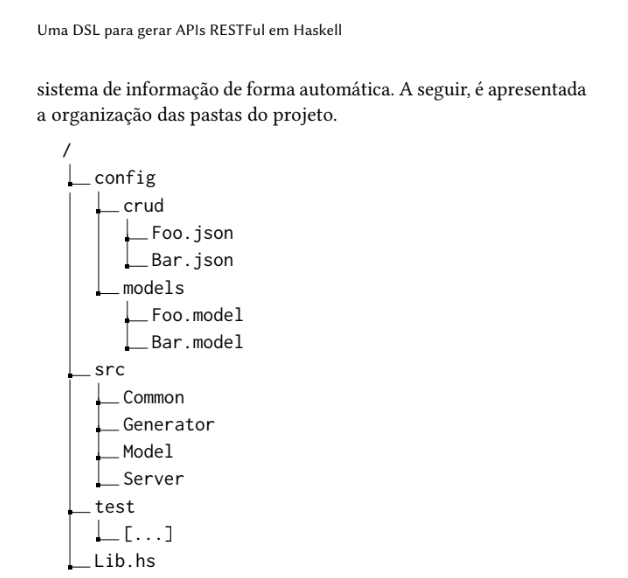 Uma DSL para gerar APIs RESTFul em Haskell
sistema de informação de forma automática. A seguir, é apresentada
a organização das pastas do projeto.
/
config
crud
Foo.json
Bar.json
models
Foo.model
Bar.model
src
Common
Generator
Model
Server
test
[...]
Lib.hs